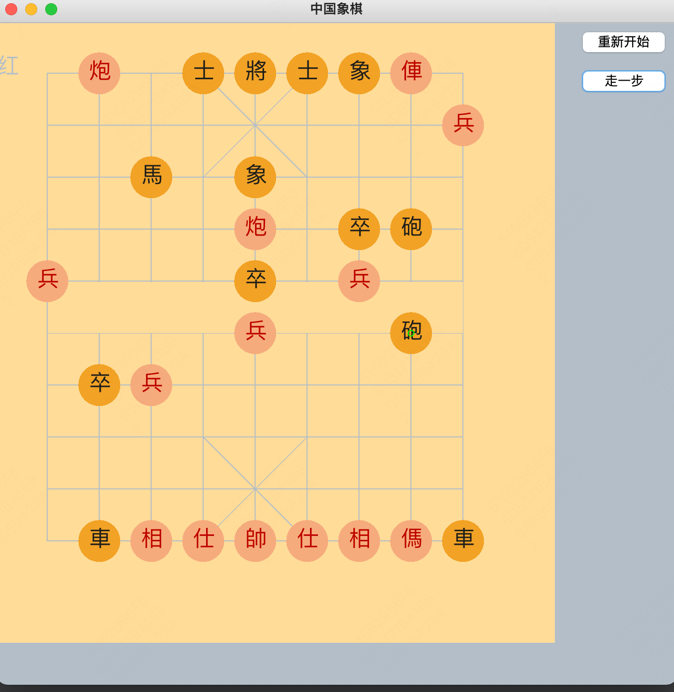 中国象棋
重新开始
红
炮 士 將 士 象 俥
走一步
兵
馬 象
炮 卒 砲
兵 卒 兵
兵 砲
卒 兵
車 相 仕 帥 仕 相 傌 車